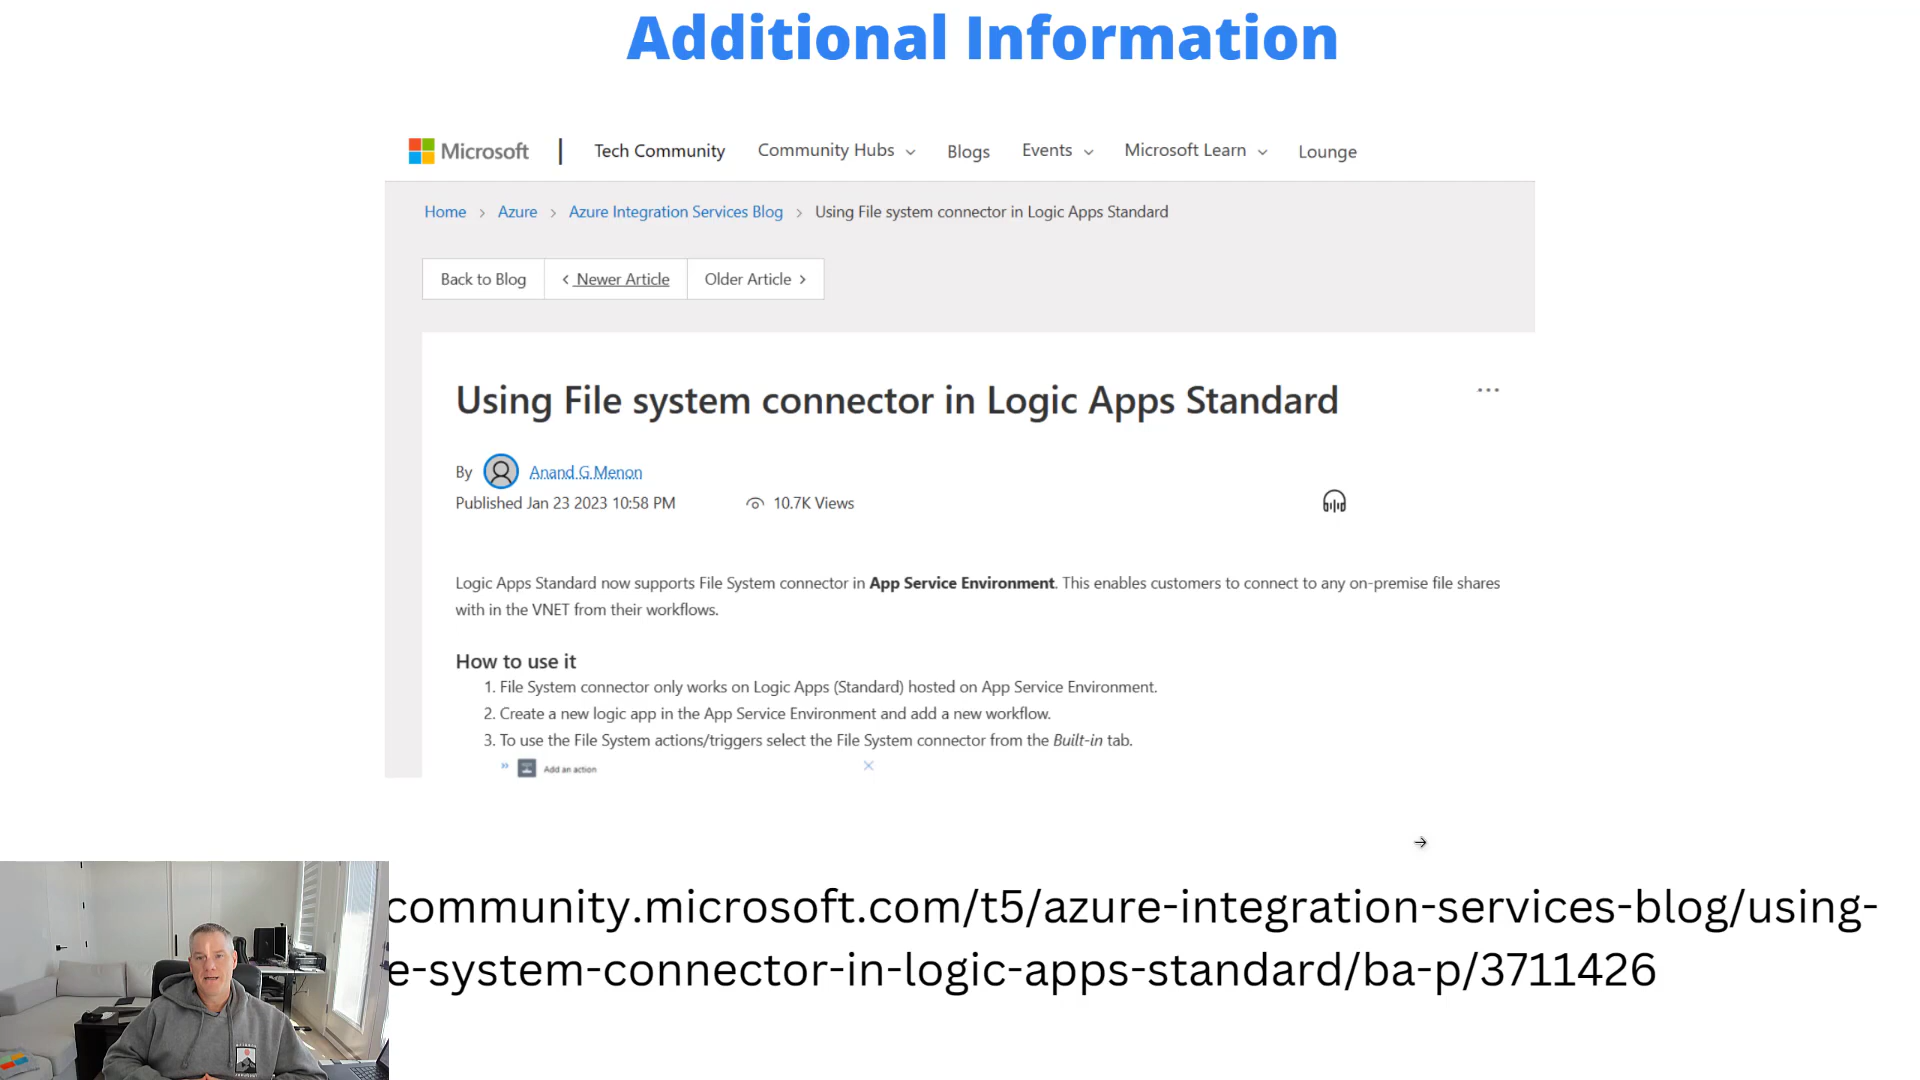 Additional Information
Microsoft | Tech Community Community Hubs Blogs Events Microsoft Learn Lounge
Home > Azure > Azure Integration Services Blog > Using File system connector in Logic Apps Standard
Back to Blog < Newer Article Older Article >
Using File system connector in Logic Apps Standard
...
By Anand G Menon
Published Jan 23 2023 10:58 PM 10.7K Views
Logic Apps Standard now supports File System connector in App Service Environment. This enables customers to connect to any on-premise file shares
with in the VNET from their workflows.
How to use it
1. File System connector only works on Logic Apps (Standard) hosted on App Service Environment.
2. Create a new logic app in the App Service Environment and add a new workflow.
3. To use the File System actions/triggers select the File System connector from the Built-in tab.
Add an action
community.microsoft.com/t5/azure-integration-services-blog/using-
e-system-connector-in-logic-apps-standard/ba-p/3711426